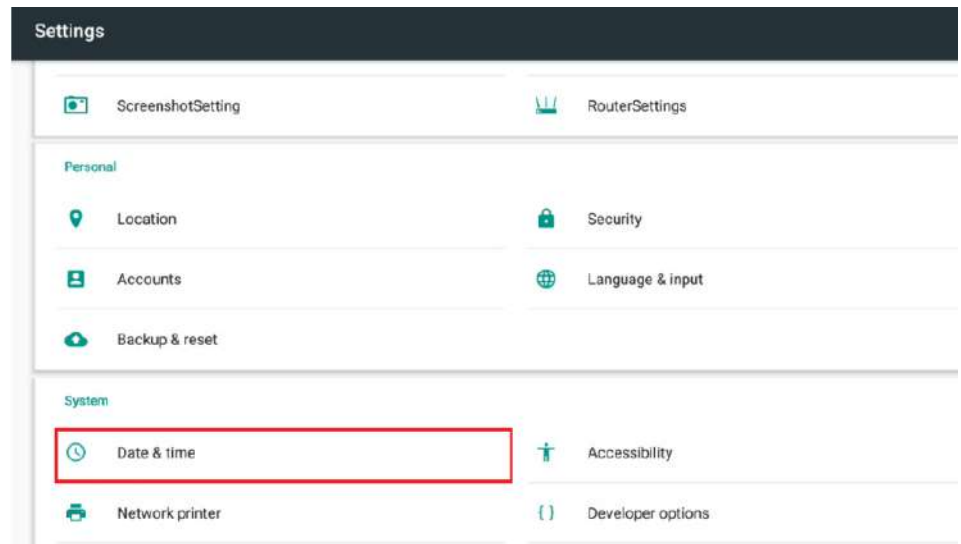 Settings
ScreenshotSetting
RouterSettings
Personal
Location
Security
Accounts
Language & input
Backup & reset
System
Date & time
Accessibility
Network printer
{ } Developer options